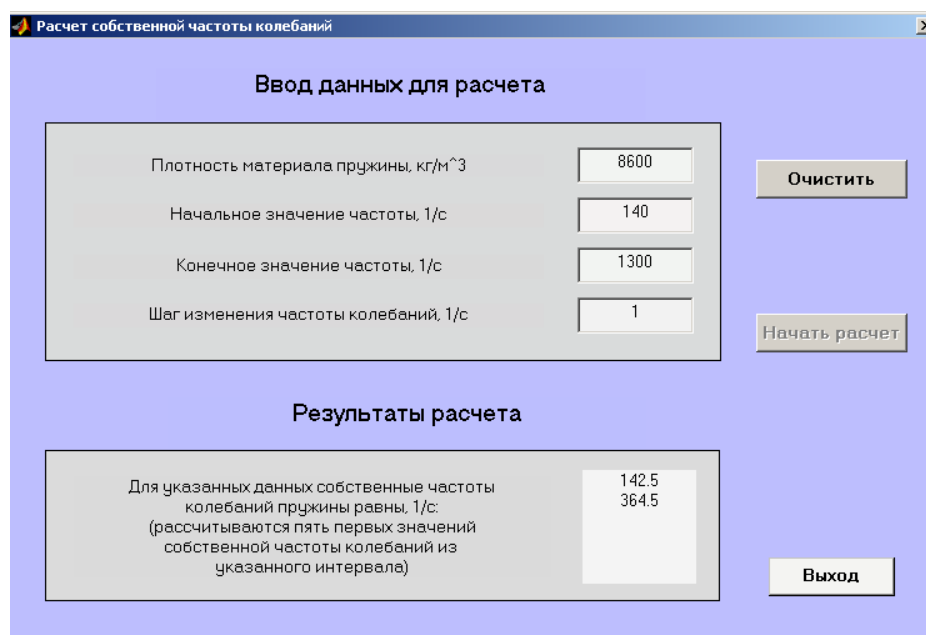 Расчет собственной частоты колебаний
Ввод данных для расчета
Плотность материала пружины, кг/м^3
8600
Начальное значение частоты, 1/с
140
Конечное значение частоты, 1/с
1300
Шаг изменения частоты колебаний, 1/с
1
Очистить
Начать расчет
Результаты расчета
Для указанных данных собственные частоты
колебаний пружины равны, 1/с:
(рассчитываются пять первых значений
собственной частоты колебаний из
указанного интервала)
142.5
364.5
Выход